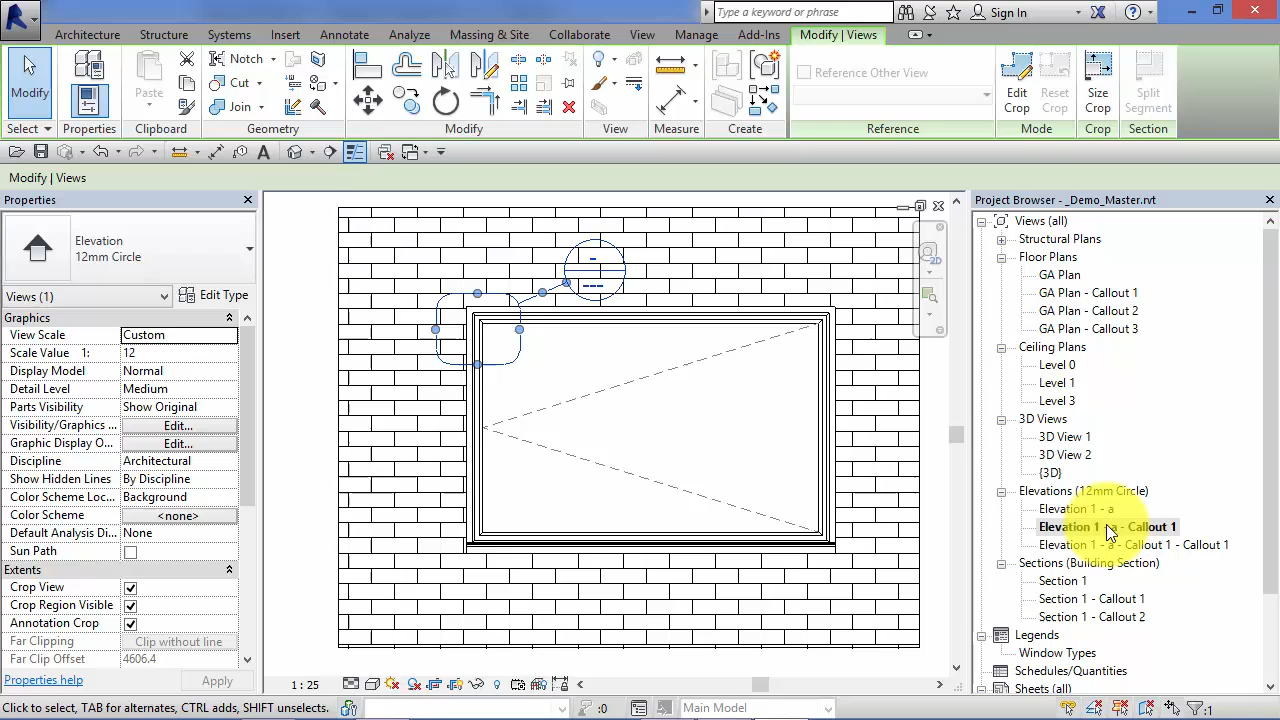 Type a keyword or phrase
Sign In
Architecture
Structure
Systems
Insert
Annotate
Analyze
Massing & Site
Collaborate
View
Manage
Add-Ins
Modify | Views
Modify
Select
Properties
Paste
Clipboard
Notch
Cut
Join
Geometry
Modify
View
Measure
Create
Reference Other View
Reference
Edit Crop
Reset Crop
Mode
Size Crop
Crop
Split Segment
Section
Modify | Views
Properties
Elevation
12mm Circle
Views (1)
Edit Type
Graphics
View Scale Custom
Scale Value 1: 12
Display Model Normal
Detail Level Medium
Parts Visibility Show Original
Visibility/Graphics ... Edit...
Graphic Display O... Edit...
Discipline Architectural
Show Hidden Lines By Discipline
Color Scheme Loc... Background
Color Scheme <none>
Default Analysis Di... None
Sun Path
Extents
Crop View
Crop Region Visible
Annotation Crop
Far Clipping Clip without line
Far Clip Offset 4606.4
Properties help
Apply
2D
1 : 25
Project Browser - _Demo_Master.rvt
Views (all)
Structural Plans
Floor Plans
GA Plan
GA Plan - Callout 1
GA Plan - Callout 2
GA Plan - Callout 3
Ceiling Plans
Level 0
Level 1
Level 3
3D Views
3D View 1
3D View 2
{3D}
Elevations (12mm Circle)
Elevation 1 - a
Elevation 1 - a - Callout 1
Elevation 1 - a - Callout 1 - Callout 1
Sections (Building Section)
Section 1
Section 1 - Callout 1
Section 1 - Callout 2
Legends
Window Types
Schedules/Quantities
Sheets (all)
Click to select, TAB for alternates, CTRL adds, SHIFT unselects.
:0
Main Model
:1